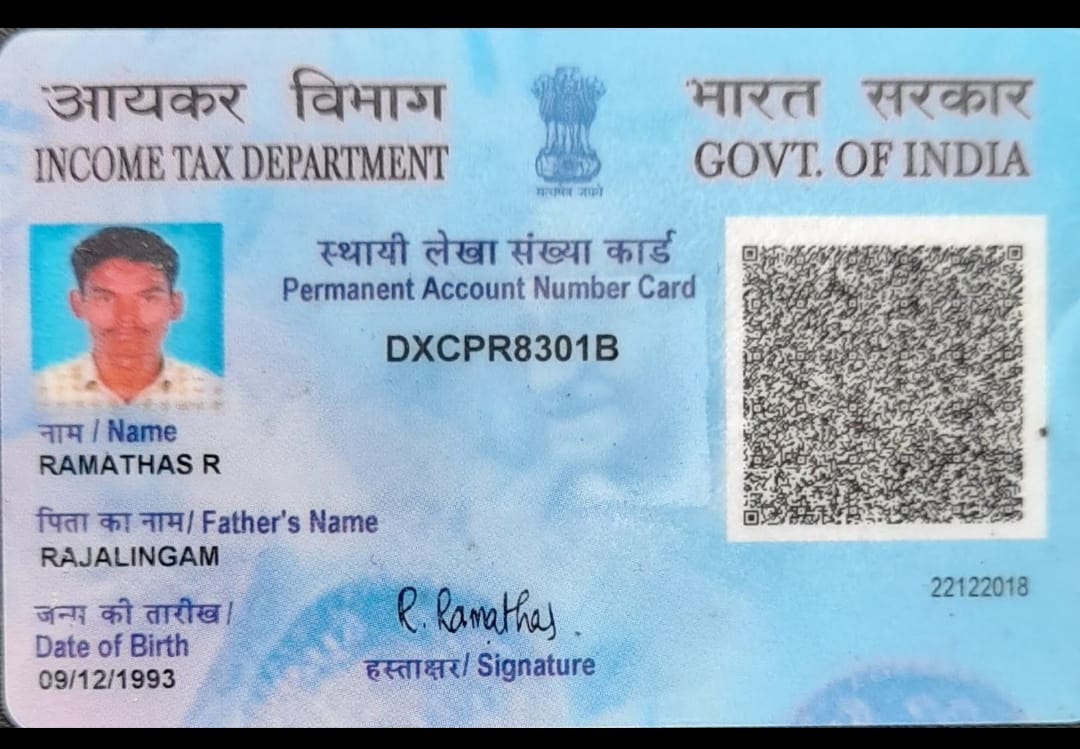 आयकर विभाग
INCOME TAX DEPARTMENT
भारत सरकार
GOVT. OF INDIA
सत्यमेव जयते
स्थायी लेखा संख्या कार्ड
Permanent Account Number Card
DXCPR8301B
नाम / Name
RAMATHAS R
पिता का नाम/ Father's Name
RAJALINGAM
जन्म की तारीख/
Date of Birth
09/12/1993
R. Ramathas
हस्ताक्षर/ Signature
22122018